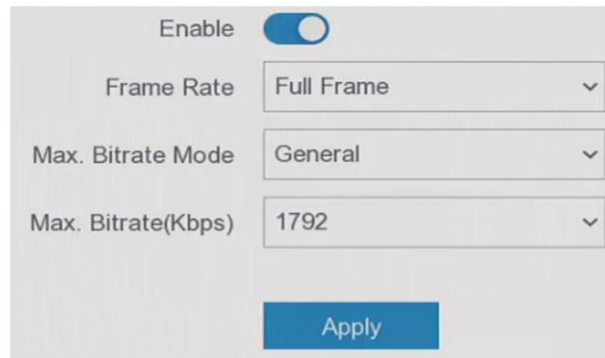 Enable
Frame Rate Full Frame
Max. Bitrate Mode General
Max. Bitrate(Kbps) 1792
Apply